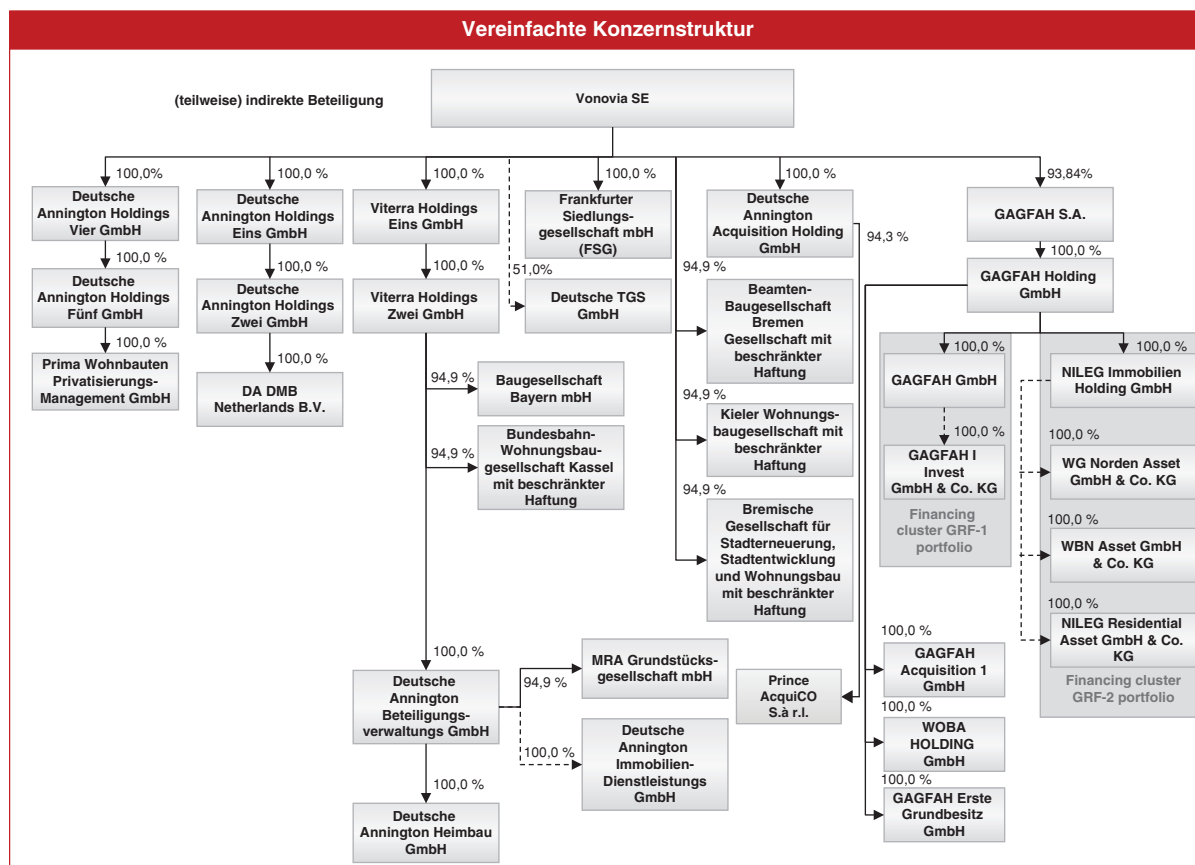 Vereinfachte Konzernstruktur
(teilweise) indirekte Beteiligung
Vonovia SE
100,0%
Deutsche
Annington Holdings
Vier GmbH
100,0 %
Deutsche
Annington Holdings
Fünf GmbH
100,0 %
Prima Wohnbauten
Privatisierungs-
Management GmbH
100,0 %
Deutsche
Annington Holdings
Eins GmbH
100,0 %
Deutsche
Annington Holdings
Zwei GmbH
100,0 %
DA DMB
Netherlands B.V.
100,0 %
Viterra Holdings
Eins GmbH
100,0 %
Viterra Holdings
Zwei GmbH
94,9 %
Baugesellschaft
Bayern mbH
94,9 %
Bundesbahn-
Wohnungsbau-
gesellschaft Kassel
mit beschränkter
Haftung
100,0 %
Deutsche
Annington
Beteiligungs-
verwaltungs GmbH
94,9 %
MRA Grundstücks-
gesellschaft mbH
100,0 %
Deutsche
Annington
Immobilien-
Dienstleistungs
GmbH
100,0 %
Deutsche
Annington Heimbau
GmbH
100,0 %
Frankfurter
Siedlungs-
gesellschaft mbH
(FSG)
51,0%
Deutsche TGS
GmbH
94,9 %
Beamten-
Baugesellschaft
Bremen
Gesellschaft mit
beschränkter
Haftung
94,9 %
Kieler Wohnungs-
baugesellschaft mit
beschränkter
Haftung
94,9 %
Bremische
Gesellschaft für
Stadterneuerung,
Stadtentwicklung
und Wohnungsbau
mit beschränkter
Haftung
100,0 %
Deutsche
Annington
Acquisition Holding
GmbH
94,3 %
Prince
AcquiCO
S.à r.l.
93,84%
GAGFAH S.A.
100,0 %
GAGFAH Holding
GmbH
100,0 %
GAGFAH GmbH
100,0 %
GAGFAH I
Invest
GmbH & Co. KG
Financing
cluster GRF-1
portfolio
100,0 %
NILEG Immobilien
Holding GmbH
100,0 %
WG Norden Asset
GmbH & Co. KG
100,0 %
WBN Asset GmbH
& Co. KG
100,0 %
NILEG Residential
Asset GmbH & Co.
KG
Financing cluster
GRF-2 portfolio
100,0 %
GAGFAH
Acquisition 1
GmbH
100,0 %
WOBA
HOLDING
GmbH
100,0 %
GAGFAH Erste
Grundbesitz
GmbH